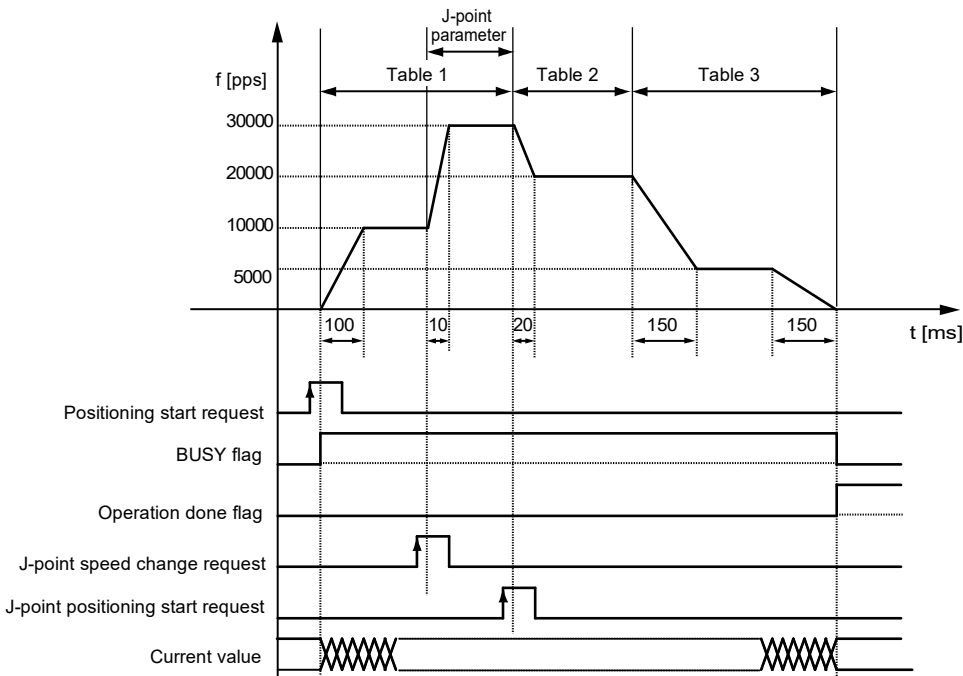 J-point
parameter
Table 1
Table 2
Table 3
f [pps]
30000
20000
10000
5000
100
10
20
150
150
t [ms]
Positioning start request
BUSY flag
Operation done flag
J-point speed change request
J-point positioning start request
Current value